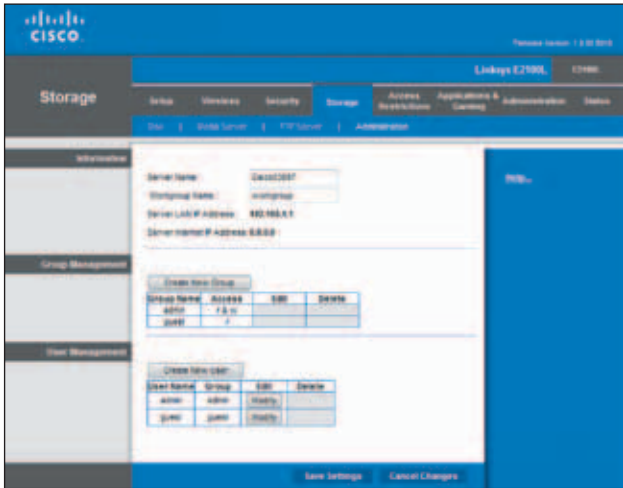 CISCO
Firmware Version:
Linksys E2100L
E2100L
Storage
Setup
Wireless
Security
Storage
Access Restrictions
Applications & Gaming
Administration
Status
Disk | Media Server | FTP Server | Administration
Information
Server Name:
Workgroup Name: workgroup
Server LAN IP Address: 192.168.1.1
Server Internet IP Address: 0.0.0.0
Help...
Group Management
Create New Group
Group Name Access Edit Delete
admin r & w
guest r
User Management
Create New User
User Name Group Edit Delete
admin admin Modify
guest guest Modify
Save Settings
Cancel Changes